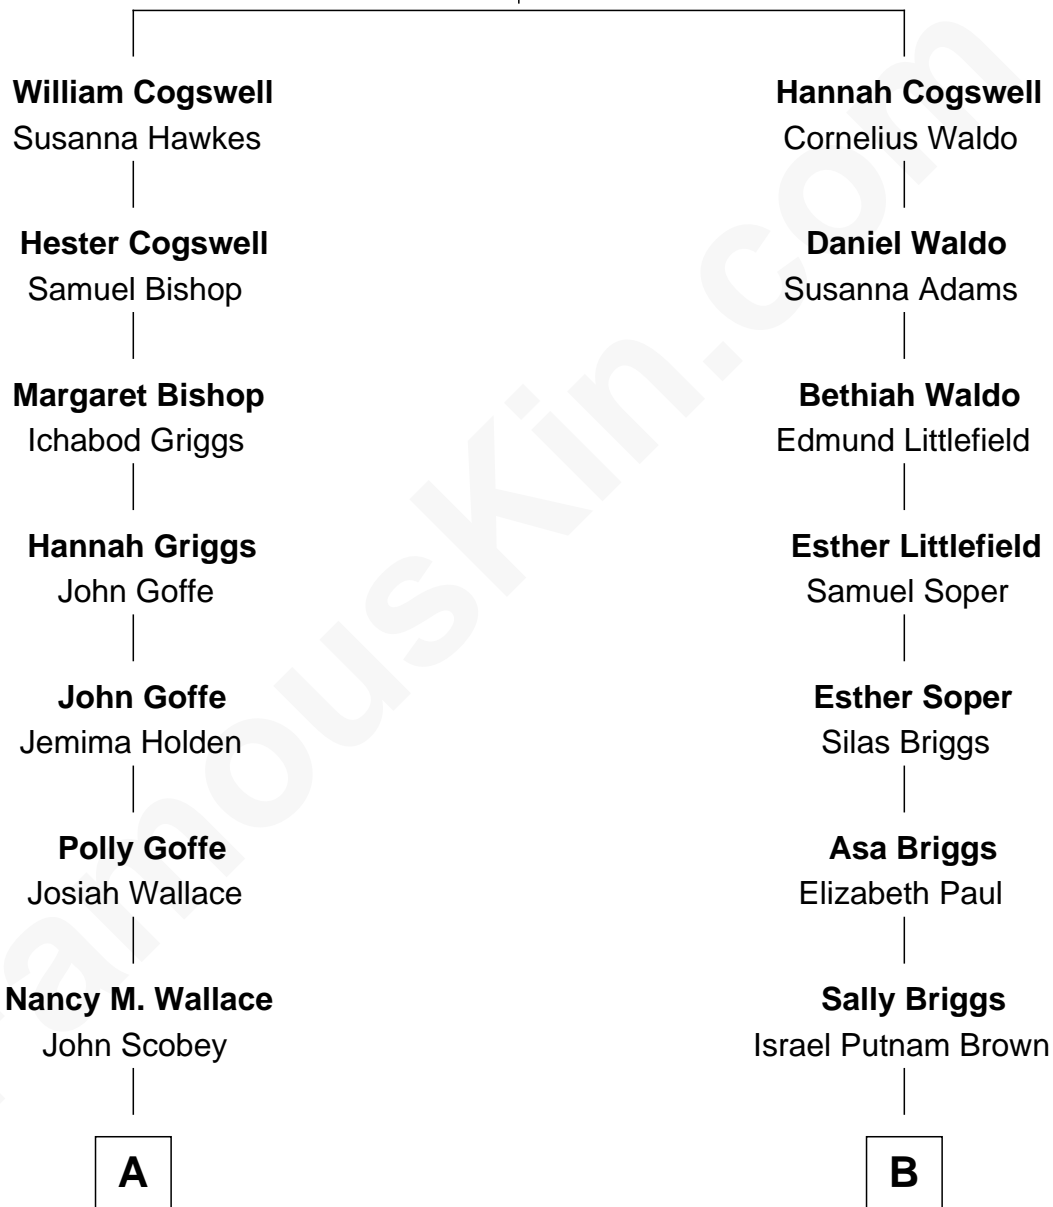 William Cogswell
Susanna Hawkes
Hester Cogswell
Samuel Bishop
Margaret Bishop
Ichabod Griggs
Hannah Griggs
John Goffe
John Goffe
Jemima Holden
Polly Goffe
Josiah Wallace
Nancy M. Wallace
John Scobey
A
Hannah Cogswell
Cornelius Waldo
Daniel Waldo
Susanna Adams
Bethiah Waldo
Edmund Littlefield
Esther Littlefield
Samuel Soper
Esther Soper
Silas Briggs
Asa Briggs
Elizabeth Paul
Sally Briggs
Israel Putnam Brown
B
FamousKin.com